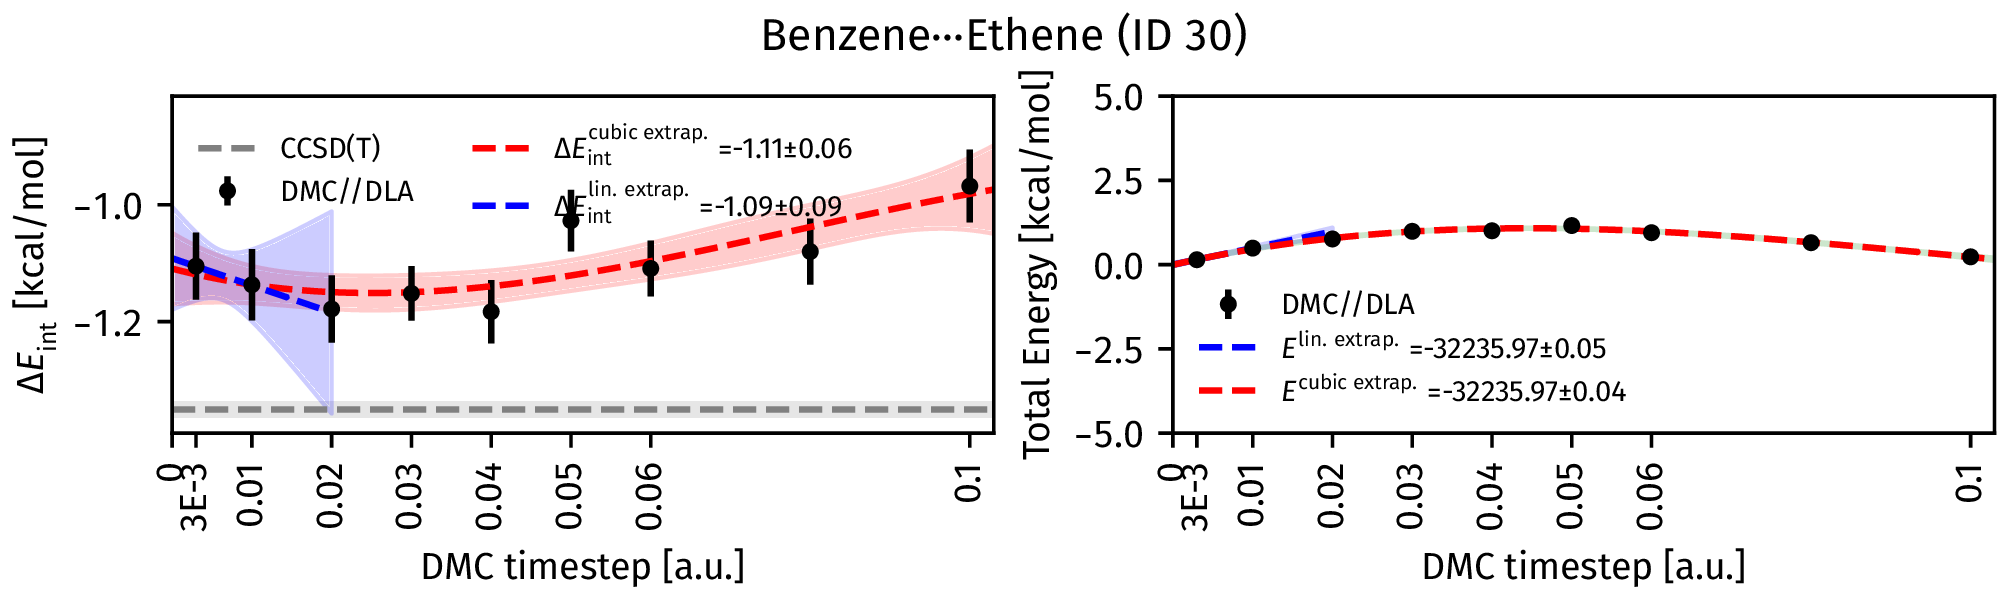 Benzene···Ethene (ID 30)
ΔE_int [kcal/mol]
−1.0
−1.2
CCSD(T)
DMC//DLA
ΔE_int^cubic extrap. =-1.11±0.06
ΔE_int^lin. extrap. =-1.09±0.09
0
3E-3
0.01
0.02
0.03
0.04
0.05
0.06
0.1
DMC timestep [a.u.]
Total Energy [kcal/mol]
5.0
2.5
0.0
−2.5
−5.0
DMC//DLA
E^lin. extrap. =-32235.97±0.05
E^cubic extrap. =-32235.97±0.04
0
3E-3
0.01
0.02
0.03
0.04
0.05
0.06
0.1
DMC timestep [a.u.]